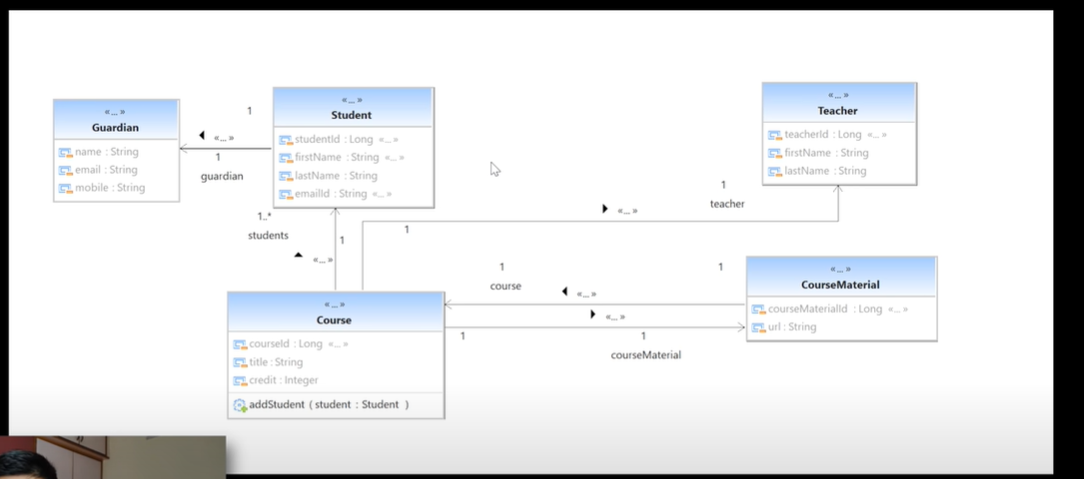 «... »
Guardian
name : String
email : String
mobile : String
1
«... »
1
guardian
«... »
Student
studentId : Long «... »
firstName : String «... »
lastName : String
emailId : String «... »
«... »
Teacher
teacherId : Long «... »
firstName : String
lastName : String
1..*
students
1
«... »
1
«... »
1
teacher
«... »
Course
courseId : Long «... »
title : String
credit : Integer
addStudent ( student : Student )
1
course
«... »
1
«... »
1
1
courseMaterial
«... »
CourseMaterial
courseMaterialId : Long «... »
url : String